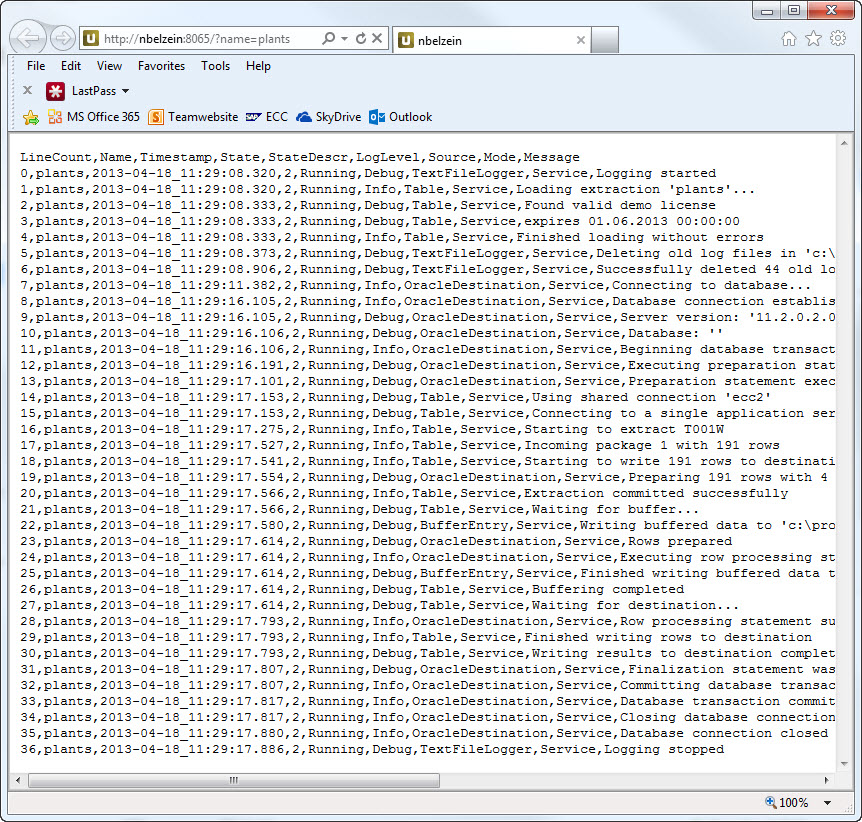 http://nbelzein:8065/?name=plants
nbelzein
File Edit View Favorites Tools Help
LastPass
MS Office 365 Teamwebsite ECC SkyDrive Outlook
LineCount,Name,Timestamp,State,StateDescr,LogLevel,Source,Mode,Message
0,plants,2013-04-18_11:29:08.320,2,Running,Debug,TextFileLogger,Service,Logging started
1,plants,2013-04-18_11:29:08.320,2,Running,Info,Table,Service,Loading extraction 'plants'...
2,plants,2013-04-18_11:29:08.333,2,Running,Debug,Table,Service,Found valid demo license
3,plants,2013-04-18_11:29:08.333,2,Running,Debug,Table,Service,expires 01.06.2013 00:00:00
4,plants,2013-04-18_11:29:08.333,2,Running,Info,Table,Service,Finished loading without errors
5,plants,2013-04-18_11:29:08.373,2,Running,Debug,TextFileLogger,Service,Deleting old log files in 'c:\
6,plants,2013-04-18_11:29:08.906,2,Running,Debug,TextFileLogger,Service,Successfully deleted 44 old lo
7,plants,2013-04-18_11:29:11.382,2,Running,Info,OracleDestination,Service,Connecting to database...
8,plants,2013-04-18_11:29:16.105,2,Running,Info,OracleDestination,Service,Database connection establis
9,plants,2013-04-18_11:29:16.105,2,Running,Debug,OracleDestination,Service,Server version: '11.2.0.2.0
10,plants,2013-04-18_11:29:16.106,2,Running,Debug,OracleDestination,Service,Database: ''
11,plants,2013-04-18_11:29:16.106,2,Running,Info,OracleDestination,Service,Beginning database transact
12,plants,2013-04-18_11:29:16.191,2,Running,Debug,OracleDestination,Service,Executing preparation stat
13,plants,2013-04-18_11:29:17.101,2,Running,Debug,OracleDestination,Service,Preparation statement exec
14,plants,2013-04-18_11:29:17.153,2,Running,Debug,Table,Service,Using shared connection 'ecc2'
15,plants,2013-04-18_11:29:17.153,2,Running,Debug,Table,Service,Connecting to a single application ser
16,plants,2013-04-18_11:29:17.275,2,Running,Info,Table,Service,Starting to extract T001W
17,plants,2013-04-18_11:29:17.527,2,Running,Info,Table,Service,Incoming package 1 with 191 rows
18,plants,2013-04-18_11:29:17.541,2,Running,Info,Table,Service,Starting to write 191 rows to destinati
19,plants,2013-04-18_11:29:17.554,2,Running,Debug,OracleDestination,Service,Preparing 191 rows with 4
20,plants,2013-04-18_11:29:17.566,2,Running,Info,Table,Service,Extraction committed successfully
21,plants,2013-04-18_11:29:17.566,2,Running,Debug,Table,Service,Waiting for buffer...
22,plants,2013-04-18_11:29:17.580,2,Running,Debug,BufferEntry,Service,Writing buffered data to 'c:\pro
23,plants,2013-04-18_11:29:17.614,2,Running,Debug,OracleDestination,Service,Rows prepared
24,plants,2013-04-18_11:29:17.614,2,Running,Info,OracleDestination,Service,Executing row processing st
25,plants,2013-04-18_11:29:17.614,2,Running,Debug,BufferEntry,Service,Finished writing buffered data t
26,plants,2013-04-18_11:29:17.614,2,Running,Debug,Table,Service,Buffering completed
27,plants,2013-04-18_11:29:17.614,2,Running,Debug,Table,Service,Waiting for destination...
28,plants,2013-04-18_11:29:17.793,2,Running,Info,OracleDestination,Service,Row processing statement su
29,plants,2013-04-18_11:29:17.793,2,Running,Info,Table,Service,Finished writing rows to destination
30,plants,2013-04-18_11:29:17.793,2,Running,Debug,Table,Service,Writing results to destination complet
31,plants,2013-04-18_11:29:17.807,2,Running,Debug,OracleDestination,Service,Finalization statement was
32,plants,2013-04-18_11:29:17.807,2,Running,Info,OracleDestination,Service,Committing database transac
33,plants,2013-04-18_11:29:17.817,2,Running,Info,OracleDestination,Service,Database transaction commit
34,plants,2013-04-18_11:29:17.817,2,Running,Info,OracleDestination,Service,Closing database connection
35,plants,2013-04-18_11:29:17.880,2,Running,Info,OracleDestination,Service,Database connection closed
36,plants,2013-04-18_11:29:17.886,2,Running,Debug,TextFileLogger,Service,Logging stopped
100%